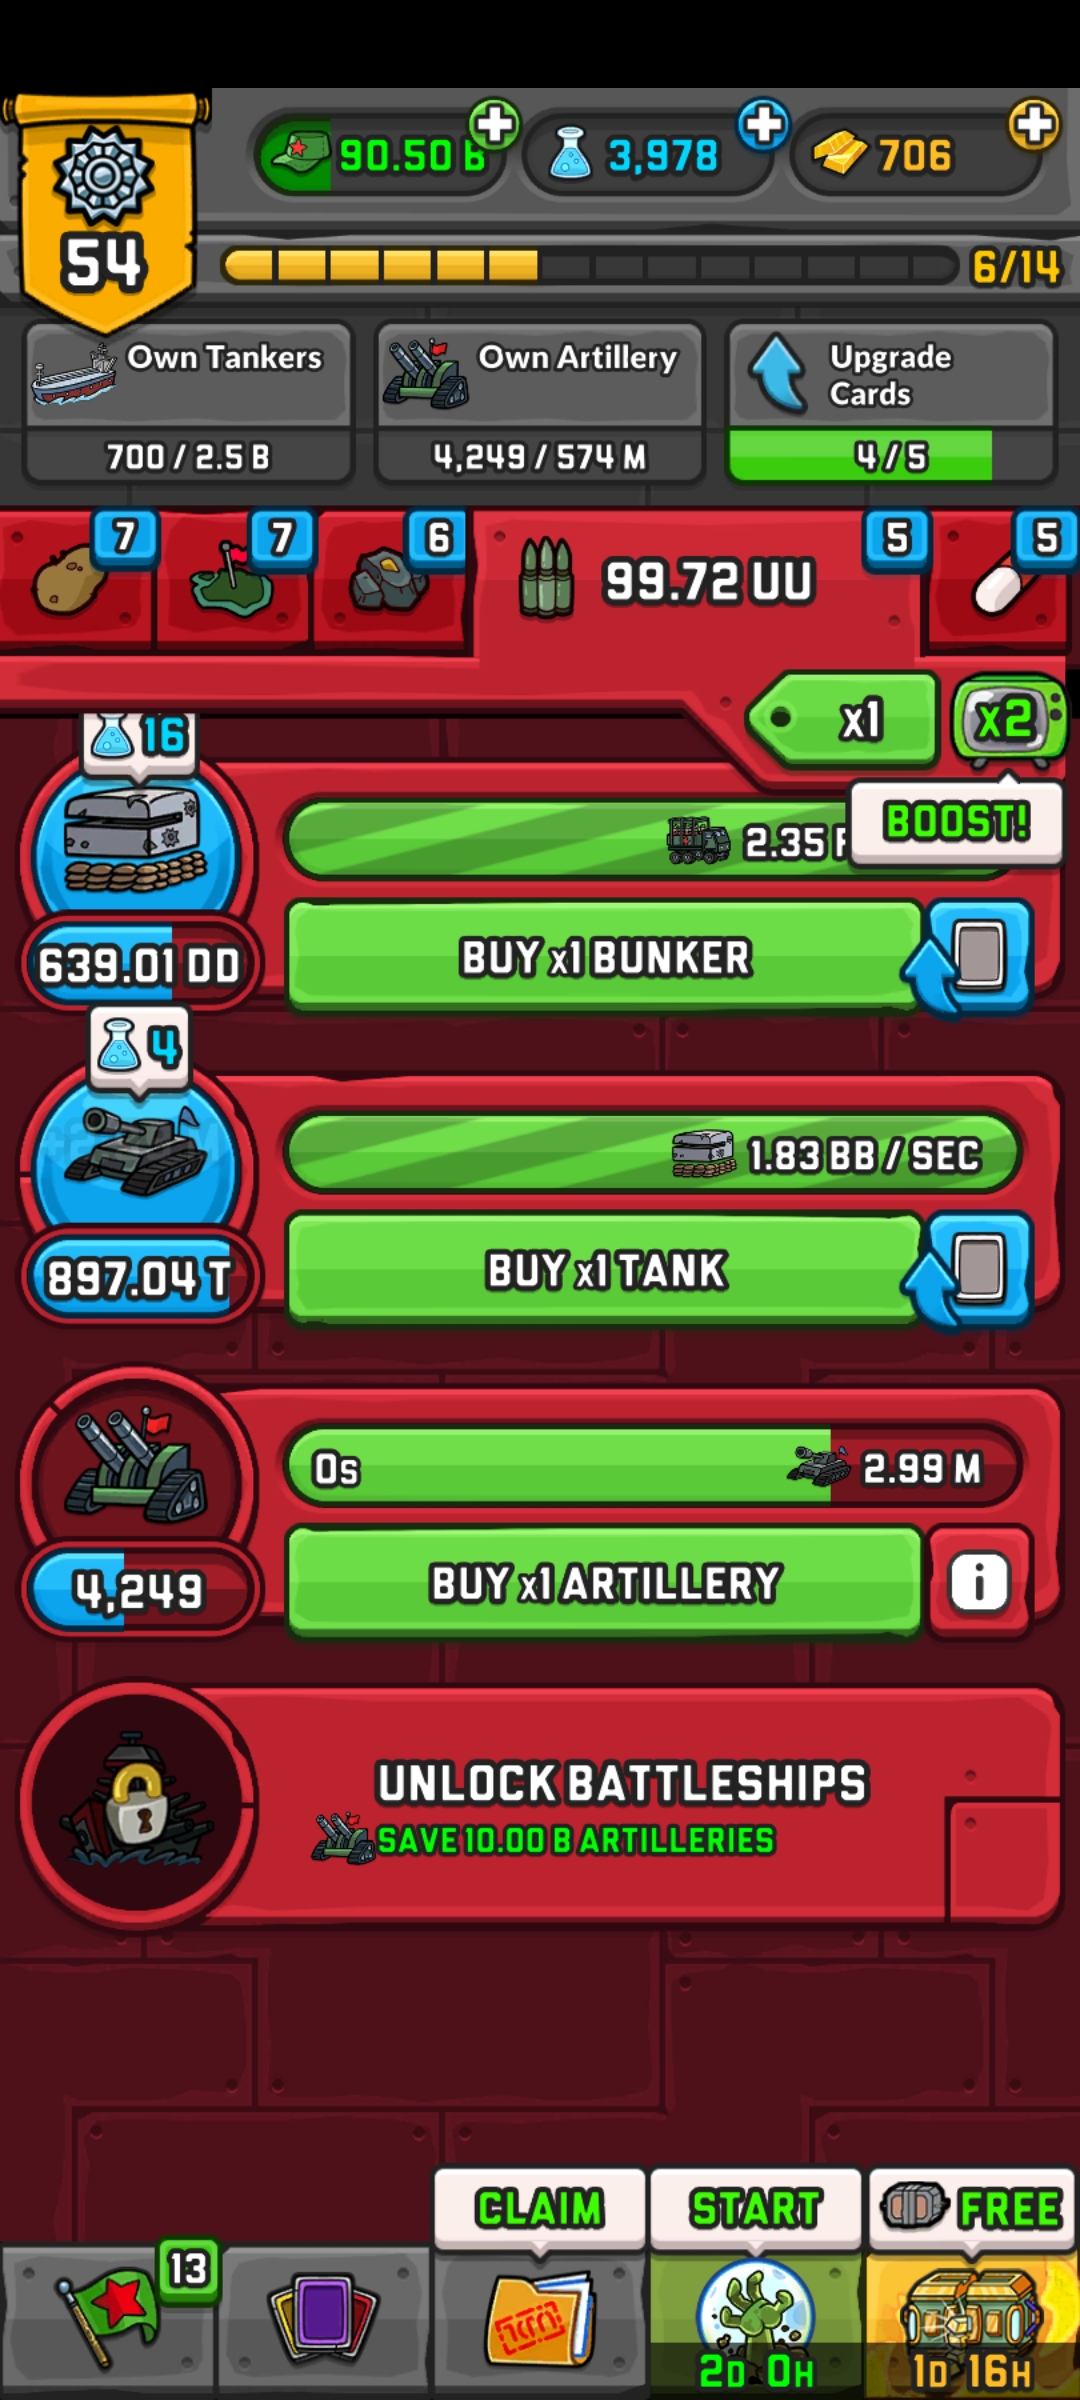 90.50 B
3,978
706
54
6/14
Own Tankers
700 / 2.5 B
Own Artillery
4,249 / 574 M
Upgrade
Cards
4 / 5
7
7
6
99.72 UU
5
5
x1
x2
BOOST!
16
2.35
639.01 DD
BUY x1 BUNKER
4
1.83 BB / SEC
897.04 T
BUY x1 TANK
0s
2.99 M
4,249
BUY x1 ARTILLERY
i
UNLOCK BATTLESHIPS
SAVE 10.00 B ARTILLERIES
CLAIM
START
FREE
13
2D 0H
1D 16H